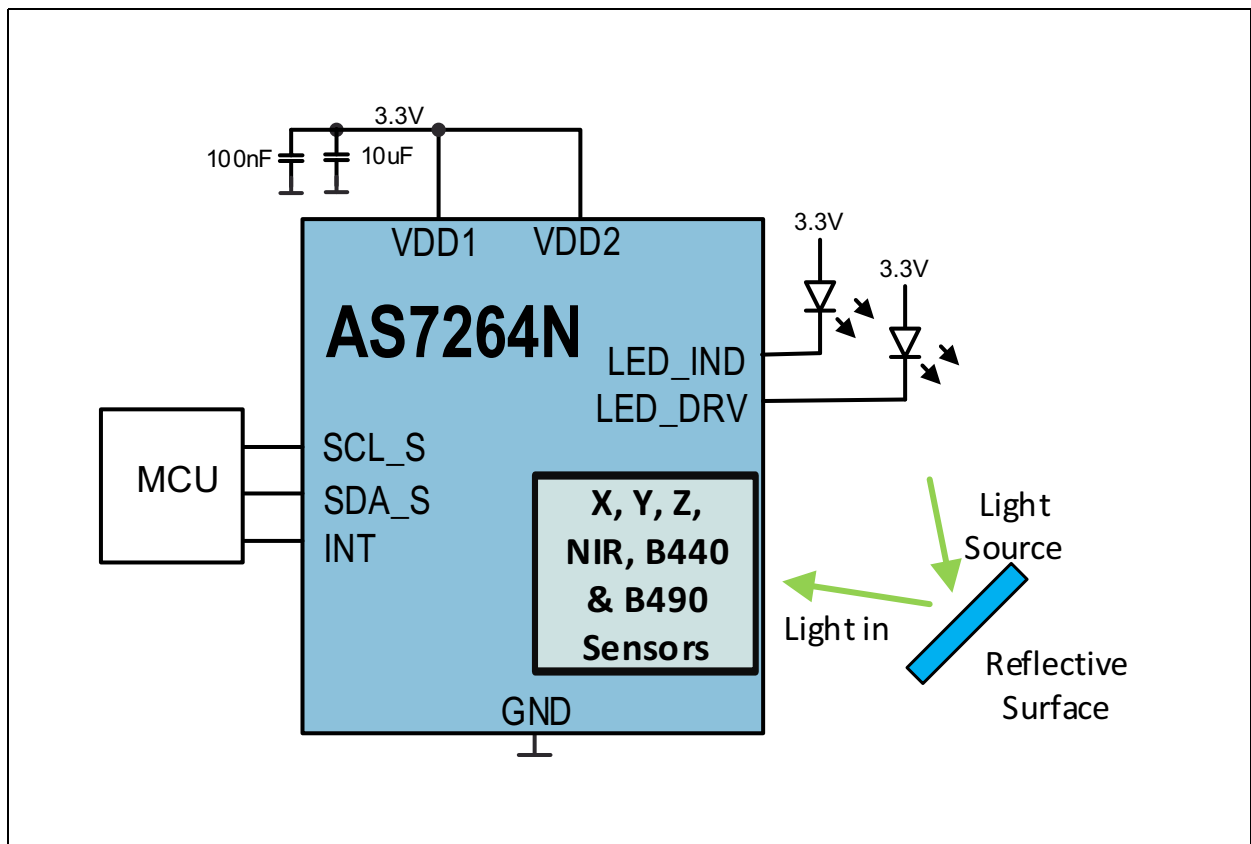 3.3V
100nF
10uF
VDD1
VDD2
3.3V
3.3V
AS7264N
LED_IND
LED_DRV
MCU
SCL_S
SDA_S
INT
X, Y, Z,
NIR, B440
& B490
Sensors
Light
Source
Light in
Reflective
Surface
GND